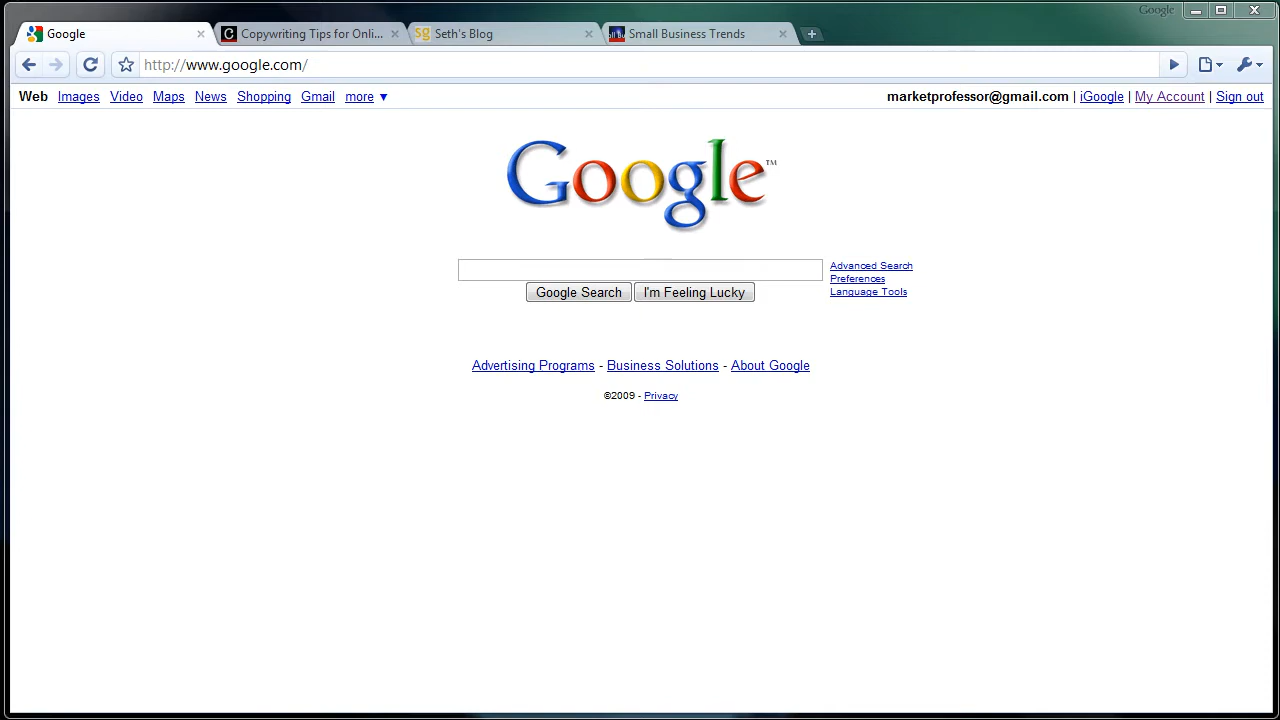 Google
Google Copywriting Tips for Onli... Seth's Blog Small Business Trends
http://www.google.com/
Web Images Video Maps News Shopping Gmail more ▼ marketprofessor@gmail.com | iGoogle | My Account | Sign out
Google™
Advanced Search
Preferences
Language Tools
Google Search I'm Feeling Lucky
Advertising Programs - Business Solutions - About Google
©2009 - Privacy